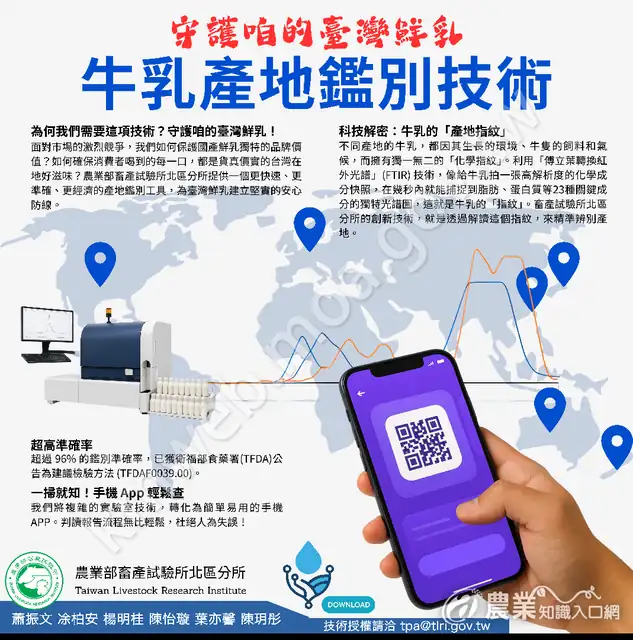 守護咱的臺灣鮮乳
牛乳產地鑑別技術
為何我們需要這項技術？守護咱的臺灣鮮乳！
面對市場的激烈競爭，我們如何保護國產鮮乳獨特的品牌價
值？如何確保消費者喝到的每一口，都是貨真價實的台灣在
地好滋味？農業部畜產試驗所北區分所提供一個更快速、更
準確、更經濟的產地鑑別工具，為臺灣鮮乳建立堅實的安心
防線。
科技解密：牛乳的「產地指紋」
不同產地的牛乳，都因其生長的環境、牛隻的飼料和氣
候，而擁有獨一無二的「化學指紋」。利用「傅立葉轉換紅
外光譜」(FTIR) 技術，像給牛乳拍一張高解析度的化學成
分快照，在幾秒內就能捕捉到脂肪、蛋白質等23種關鍵成
分的獨特光譜圖，這就是牛乳的「指紋」。畜產試驗所北區
分所的創新技術，就是透過解讀這個指紋，來精準辨別產
地。
超高準確率
超過 96% 的鑑別準確率，已獲衛福部食藥署(TFDA)公
告為建議檢驗方法 (TFDAF0039.00)。
一掃就知！手機 App 輕鬆查
我們將複雜的實驗室技術，轉化為簡單易用的手機
APP。判讀報告流程無比輕鬆，杜絕人為失誤！
農業部畜產試驗所北區分所
Taiwan Livestock Research Institute
DOWNLOAD
蕭振文 凃柏安 楊明桂 陳怡璇 葉亦馨 陳玥彤
技術授權請洽 tpa@tlri.gov.tw
農業知識入口網
kmweb.moa.gov.tw